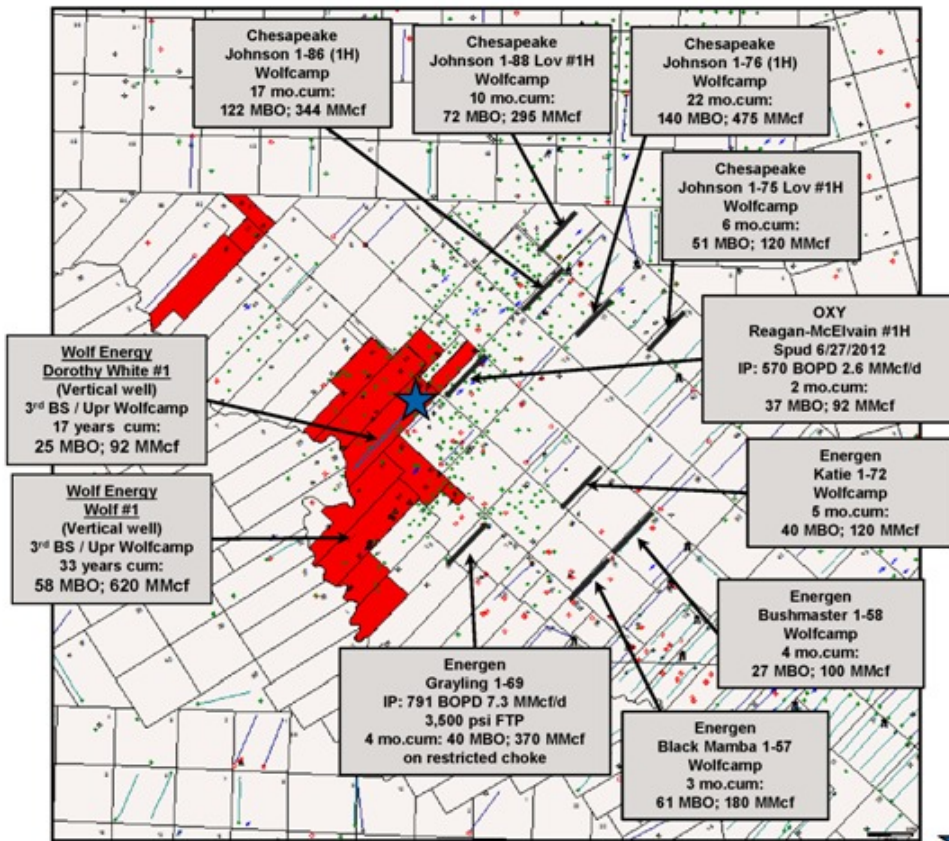 Chesapeake
Johnson 1-86 (1H)
Wolfcamp
17 mo.cum:
122 MBO; 344 MMcf
Chesapeake
Johnson 1-88 Lov #1H
Wolfcamp
10 mo.cum:
72 MBO; 295 MMcf
Chesapeake
Johnson 1-76 (1H)
Wolfcamp
22 mo.cum:
140 MBO; 475 MMcf
Chesapeake
Johnson 1-75 Lov #1H
Wolfcamp
6 mo.cum:
51 MBO; 120 MMcf
OXY
Reagan-McElvain #1H
Spud 6/27/2012
IP: 570 BOPD 2.6 MMcf/d
2 mo.cum:
37 MBO; 92 MMcf
Wolf Energy
Dorothy White #1
(Vertical well)
3rd BS / Upr Wolfcamp
17 years cum:
25 MBO; 92 MMcf
Wolf Energy
Wolf #1
(Vertical well)
3rd BS / Upr Wolfcamp
33 years cum:
58 MBO; 620 MMcf
Energen
Katie 1-72
Wolfcamp
5 mo.cum:
40 MBO; 120 MMcf
Energen
Bushmaster 1-58
Wolfcamp
4 mo.cum:
27 MBO; 100 MMcf
Energen
Grayling 1-69
IP: 791 BOPD 7.3 MMcf/d
3,500 psi FTP
4 mo.cum: 40 MBO; 370 MMcf
on restricted choke
Energen
Black Mamba 1-57
Wolfcamp
3 mo.cum:
61 MBO; 180 MMcf